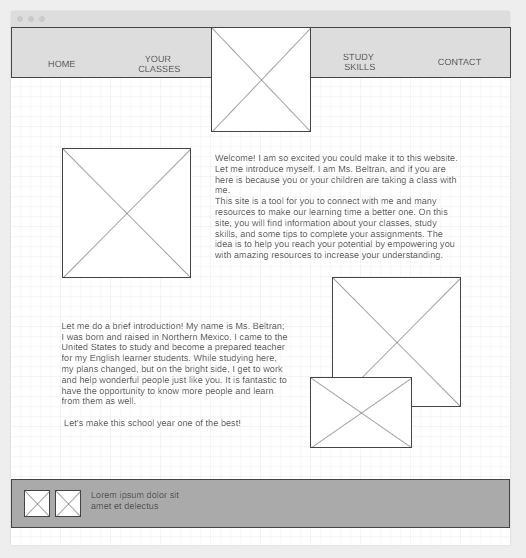 HOME
YOUR
CLASSES
STUDY
SKILLS
CONTACT
Welcome! I am so excited you could make it to this website.
Let me introduce myself. I am Ms. Beltran, and if you are
here is because you or your children are taking a class with
me.
This site is a tool for you to connect with me and many
resources to make our learning time a better one. On this
site, you will find information about your classes, study
skills, and some tips to complete your assignments. The
idea is to help you reach your potential by empowering you
with amazing resources to increase your understanding.
Let me do a brief introduction! My name is Ms. Beltran;
I was born and raised in Northern Mexico. I came to the
United States to study and become a prepared teacher
for my English learner students. While studying here,
my plans changed, but on the bright side, I get to work
and help wonderful people just like you. It is fantastic to
have the opportunity to know more people and learn
from them as well.
Let's make this school year one of the best!
Lorem ipsum dolor sit
amet et delectus